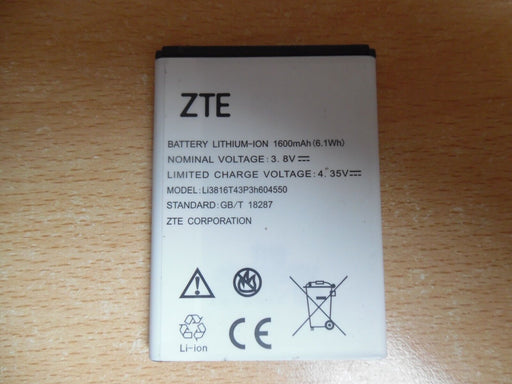 ZTE
BATTERY LITHIUM-ION 1600mAh(6.1Wh)
NOMINAL VOLTAGE:3.8V
LIMITED CHARGE VOLTAGE:4.35V
MODEL:Li3816T43P3h604550
STANDARD:GB/T 18287
ZTE CORPORATION
Li-ion
CE